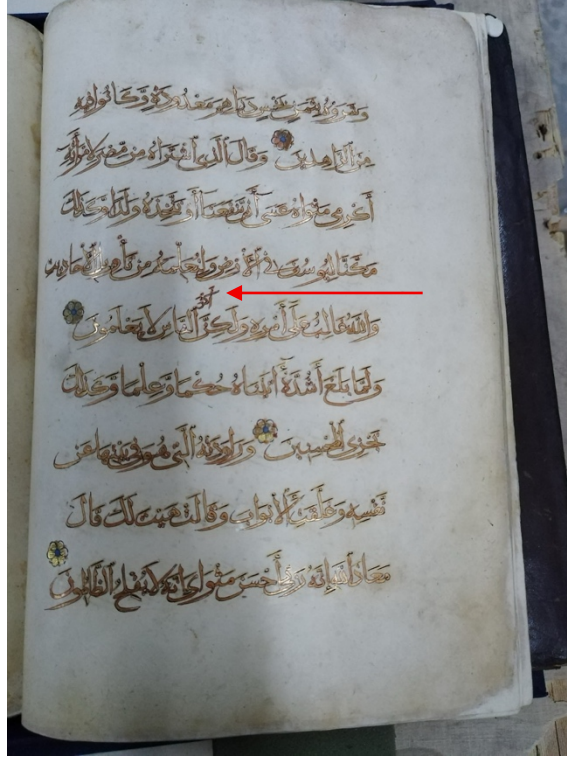 وشروه بثمن بخس دراهم معدودة وكانوا فيه
من الزاهدين وقال الذي اشتراه من مصر لامرأته
أكرمي مثواه عسى أن ينفعنا أو نتخذه ولدا وكذلك
مكنا ليوسف في الأرض ولنعلمه من تأويل الأحاديث
أكثر
والله غالب على أمره ولكن الناس لا يعلمون
ولما بلغ أشده آتيناه حكما وعلما وكذلك
نجزي المحسنين وراودته التي هو في بيتها عن
نفسه وغلقت الأبواب وقالت هيت لك قال
معاذ الله إنه ربي أحسن مثواي إنه لا يفلح الظالمون